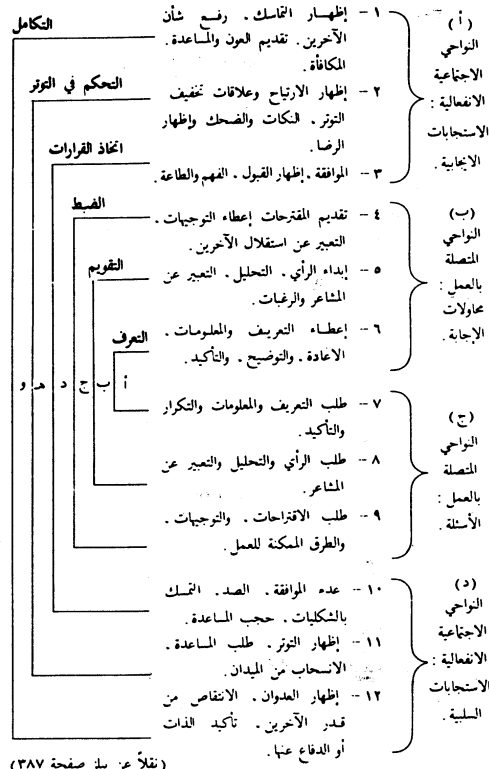 (أ)
النواحي
الاجتماعية
الانفعالية :
الاستجابات
الايجابية .
١ – إظهار التماسك . رفع شأن
الآخرين . تقديم العون والمساعدة .
المكافأة .
٢ – إظهار الارتياح وعلاقات تخفيف
التوتر . النكات والضحك وإظهار
الرضا .
٣ – الموافقة . إظهار القبول . الفهم والطاعة .
(ب)
النواحي
المتصلة
بالعمل :
محاولات
الإجابة .
٤ – تقديم المقترحات إعطاء التوجيهات .
التعبير عن استقلال الآخرين .
٥ – إبداء الرأي . التحليل . التعبير عن
المشاعر والرغبات .
٦ – إعطاء التعريف والمعلومات .
الاعادة . والتوضيح . والتأكيد .
(ج)
النواحي
المتصلة
بالعمل :
الأسئلة .
٧ – طلب التعريف والمعلومات والتكرار
والتأكيد .
٨ – طلب الرأي والتحليل والتعبير عن
المشاعر .
٩ – طلب الاقتراحات . والتوجيهات .
والطرق الممكنة للعمل .
(د)
النواحي
الاجتماعية
الانفعالية :
الاستجابات
السلبية .
١٠ – عده الموافقة . الصد . التمسك
بالشكليات . حجب المساعدة .
١١ – إظهار التوتر . طلب المساعدة .
الانسحاب من الميدان .
١٢ – إظهار العدوان . الانتقاص من
قدر الآخرين . تأكيد الذات
أو الدفاع عنها .
التكامل
التحكم في التوتر
اتخاذ القرارات
الضبط
التقويم
التعرف
أ ب ج د هـ و
(نقلاً عن بيلز صفحة ٣٨٧)